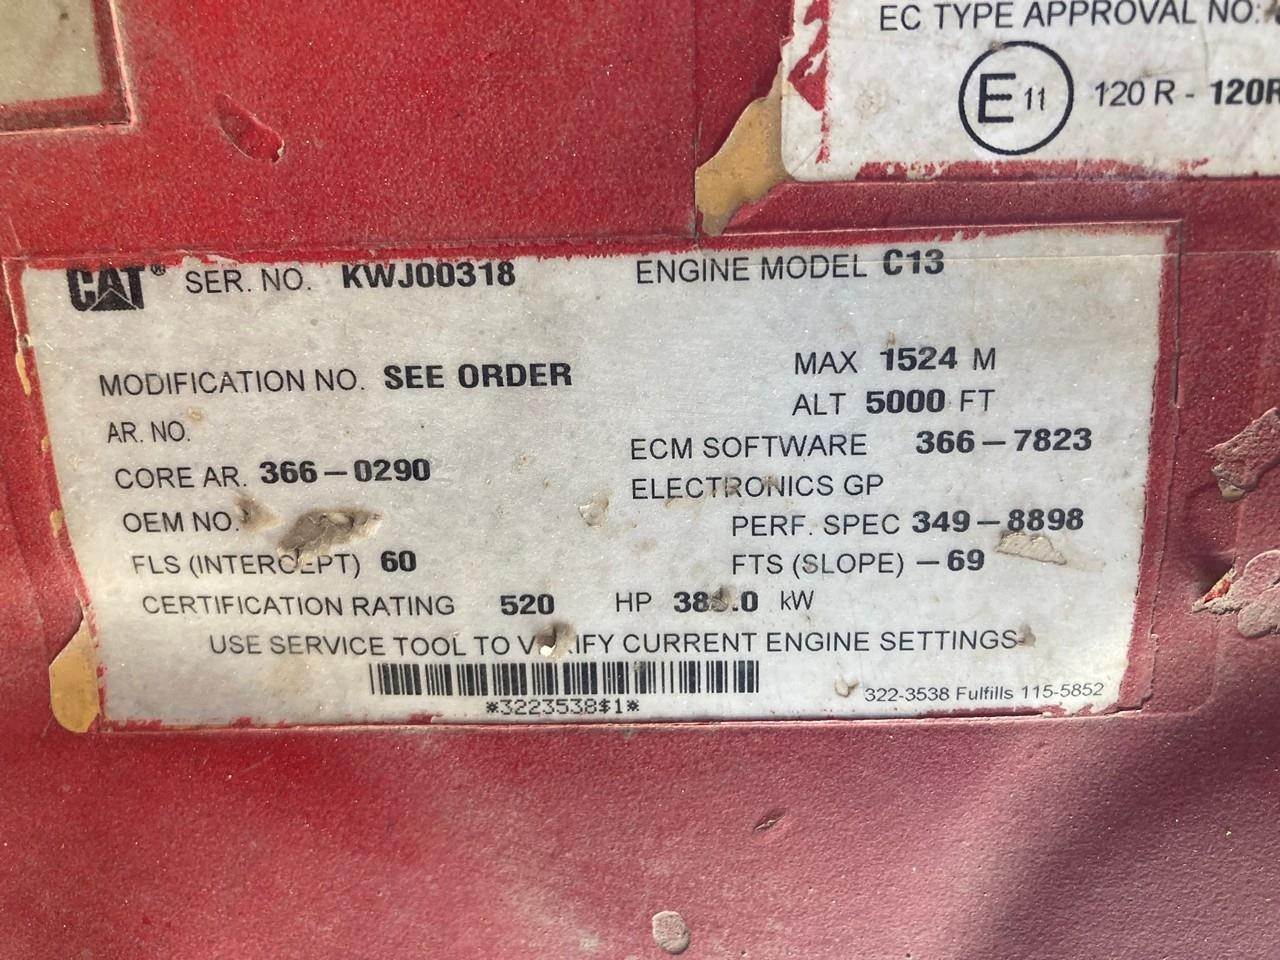 EC TYPE APPROVAL NO:
E 11 120 R - 120R
CAT® SER. NO. KWJ00318 ENGINE MODEL C13
MODIFICATION NO. SEE ORDER MAX 1524 M
ALT 5000 FT
AR. NO.
ECM SOFTWARE 366-7823
CORE AR. 366-0290
ELECTRONICS GP
OEM NO.
PERF. SPEC 349-8898
FLS (INTERCEPT) 60 FTS (SLOPE) -69
CERTIFICATION RATING 520 HP kW
USE SERVICE TOOL TO VERIFY CURRENT ENGINE SETTINGS
*3223538$1*
322-3538 Fulfills 115-5852